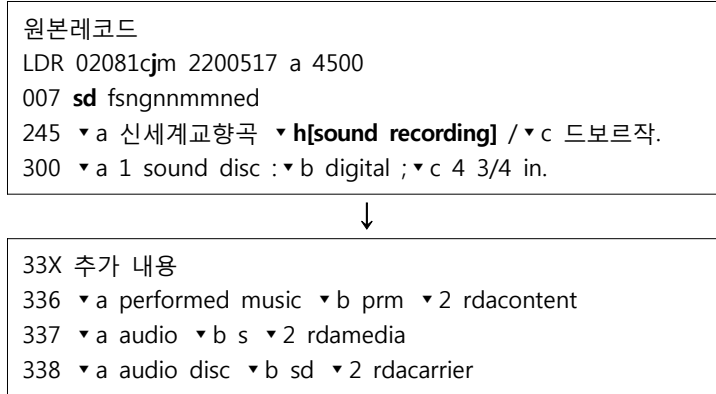 원본레코드
LDR 02081cjm 2200517 a 4500
007 sd fsngnnmmned
245 ▼a 신세계교향곡 ▼h[sound recording] /▼c 드보르작.
300 ▼a 1 sound disc :▼b digital ;▼c 4 3/4 in.
↓
33X 추가 내용
336 ▼a performed music ▼b prm ▼2 rdacontent
337 ▼a audio ▼b s ▼2 rdamedia
338 ▼a audio disc ▼b sd ▼2 rdacarrier